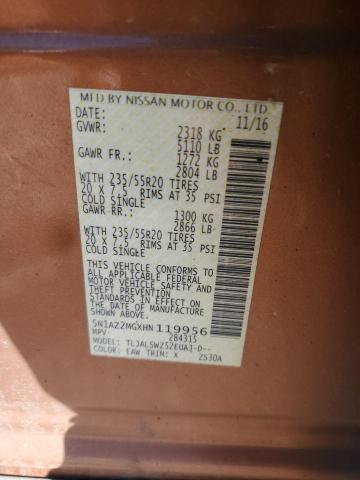 MFD BY NISSAN MOTOR CO., LTD
DATE: 11/16
GVWR: 2318 KG
5110 LB
GAWR FR.: 1272 KG
2804 LB
WITH 235/55R20 TIRES
20 X 7.5 RIMS AT 35 PSI
COLD SINGLE
GAWR RR.: 1300 KG
2866 LB
WITH 235/55R20 TIRES
20 X 7.5 RIMS AT 35 PSI
COLD SINGLE
THIS VEHICLE CONFORMS TO
ALL APPLICABLE FEDERAL
MOTOR VEHICLE SAFETY AND
THEFT PREVENTION
STANDARDS IN EFFECT ON
THE DATE OF MANUFACTURE
SHOWN ABOVE.
5N1AZ2MGXHN119956
MPV 284315
MODEL: TLJALSWZ52EUA1-D--
COLOR: EAW TRIM: X ZS3DA